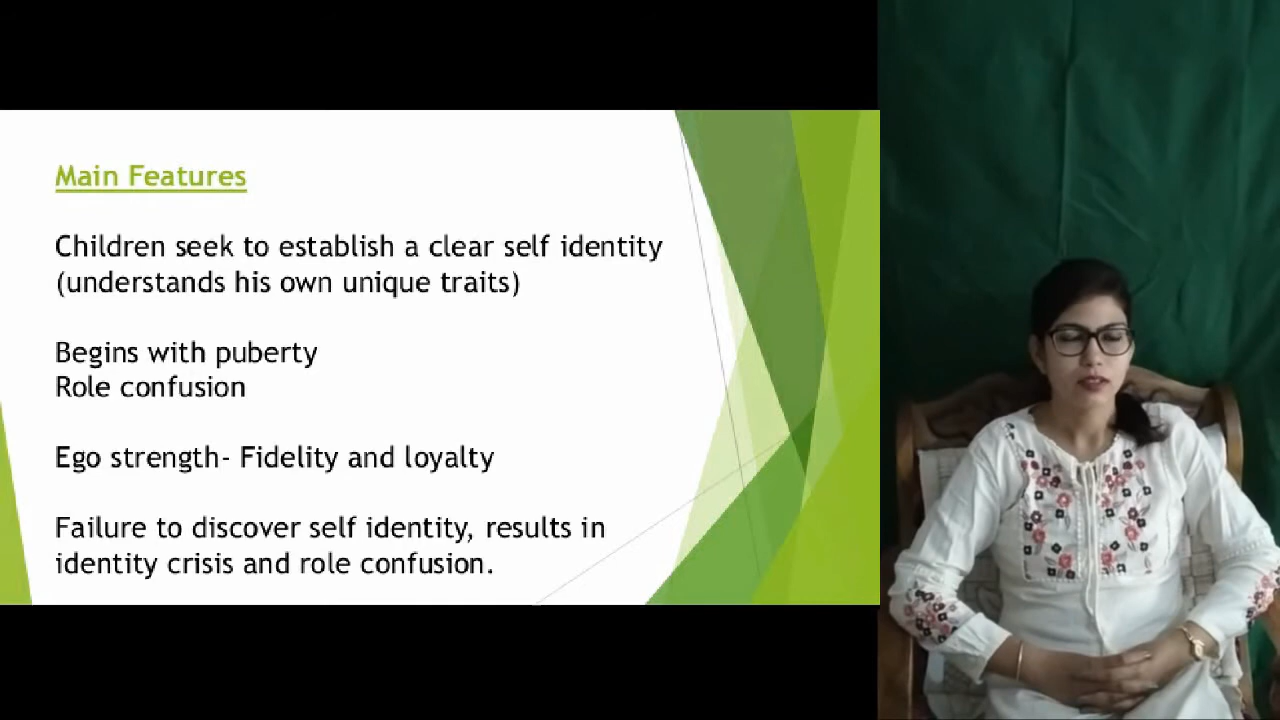 Main Features
Children seek to establish a clear self identity
(understands his own unique traits)
Begins with puberty
Role confusion
Ego strength- Fidelity and loyalty
Failure to discover self identity, results in
identity crisis and role confusion.